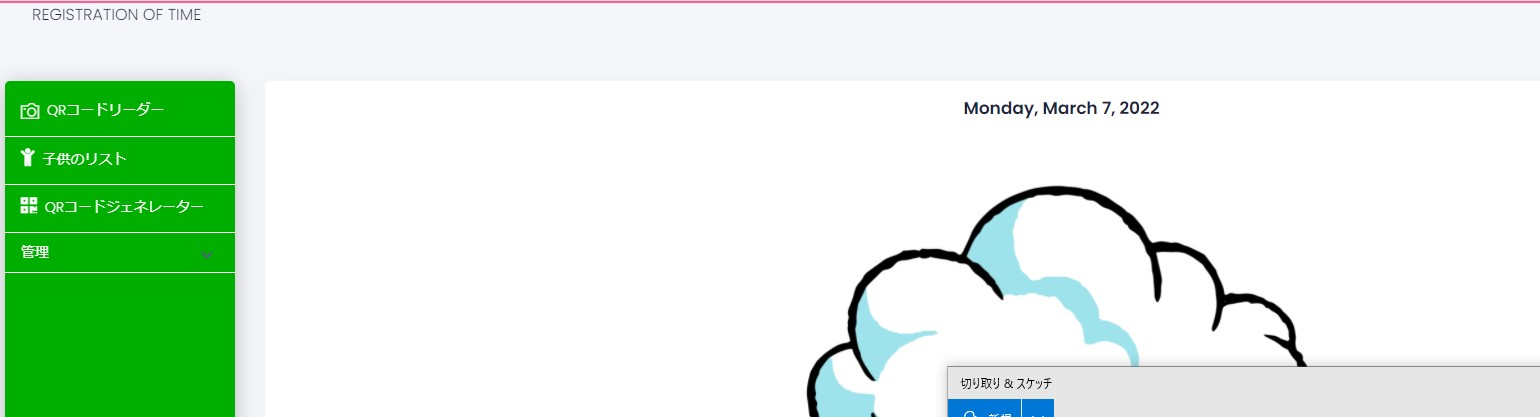 REGISTRATION OF TIME
QRコードリーダー
子供のリスト
QRコードジェネレーター
管理
Monday, March 7, 2022
切り取り & スケッチ